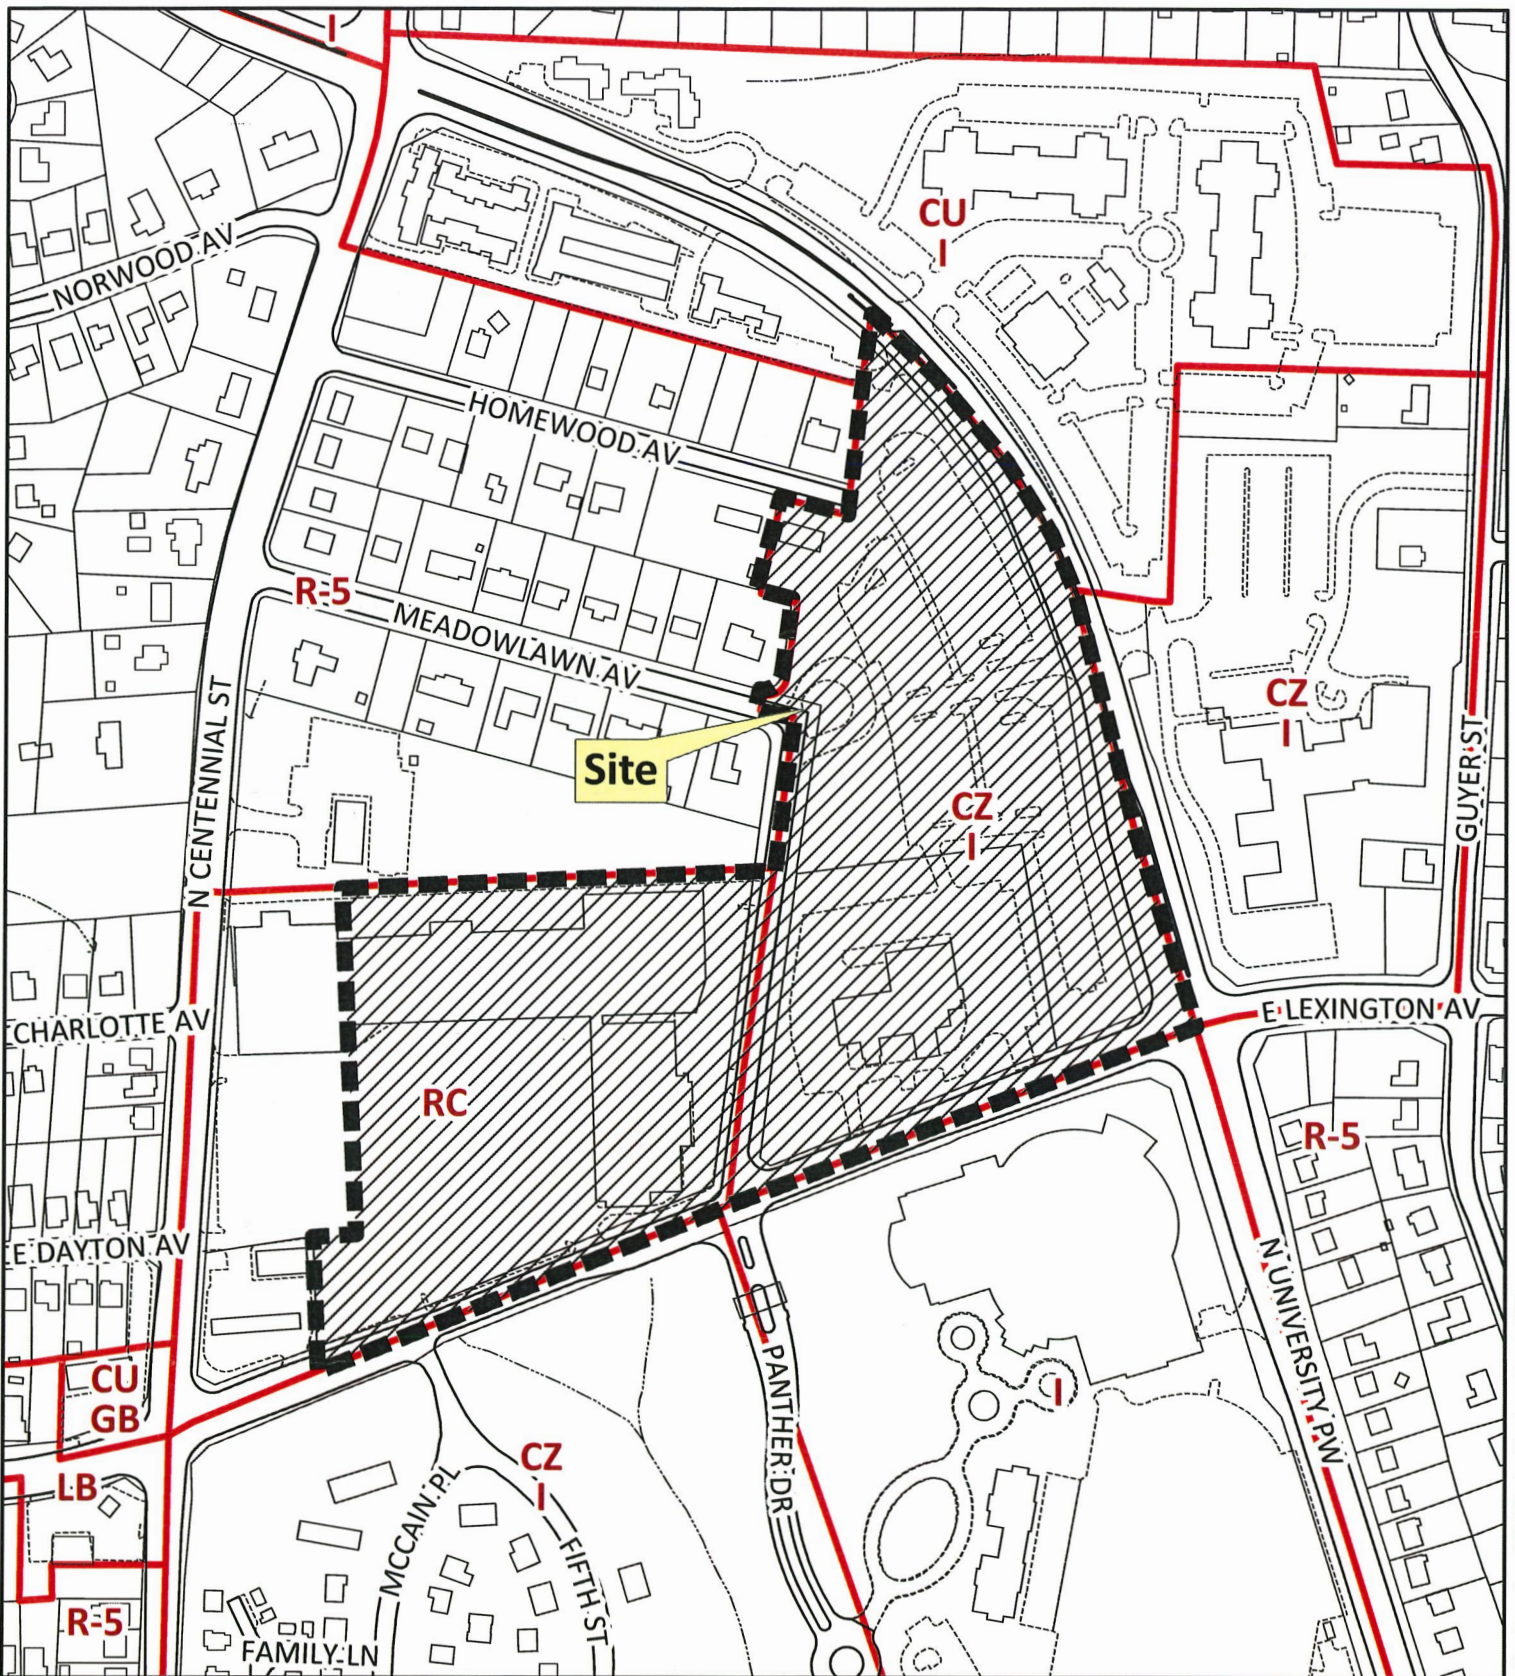 I
CU
I
NORWOOD AV
HOMEWOOD AV
R-5
MEADOWLAWN AV
N CENTENNIAL ST
Site
CZ
I
CZ
I
GUYER ST
E LEXINGTON AV
CHARLOTTE AV
RC
R-5
E DAYTON AV
N UNIVERSITY PW
CU
GB
PANTHER DR
I
CZ
I
LB
MCCAIN PL
FIFTH ST
R-5
FAMILY LN